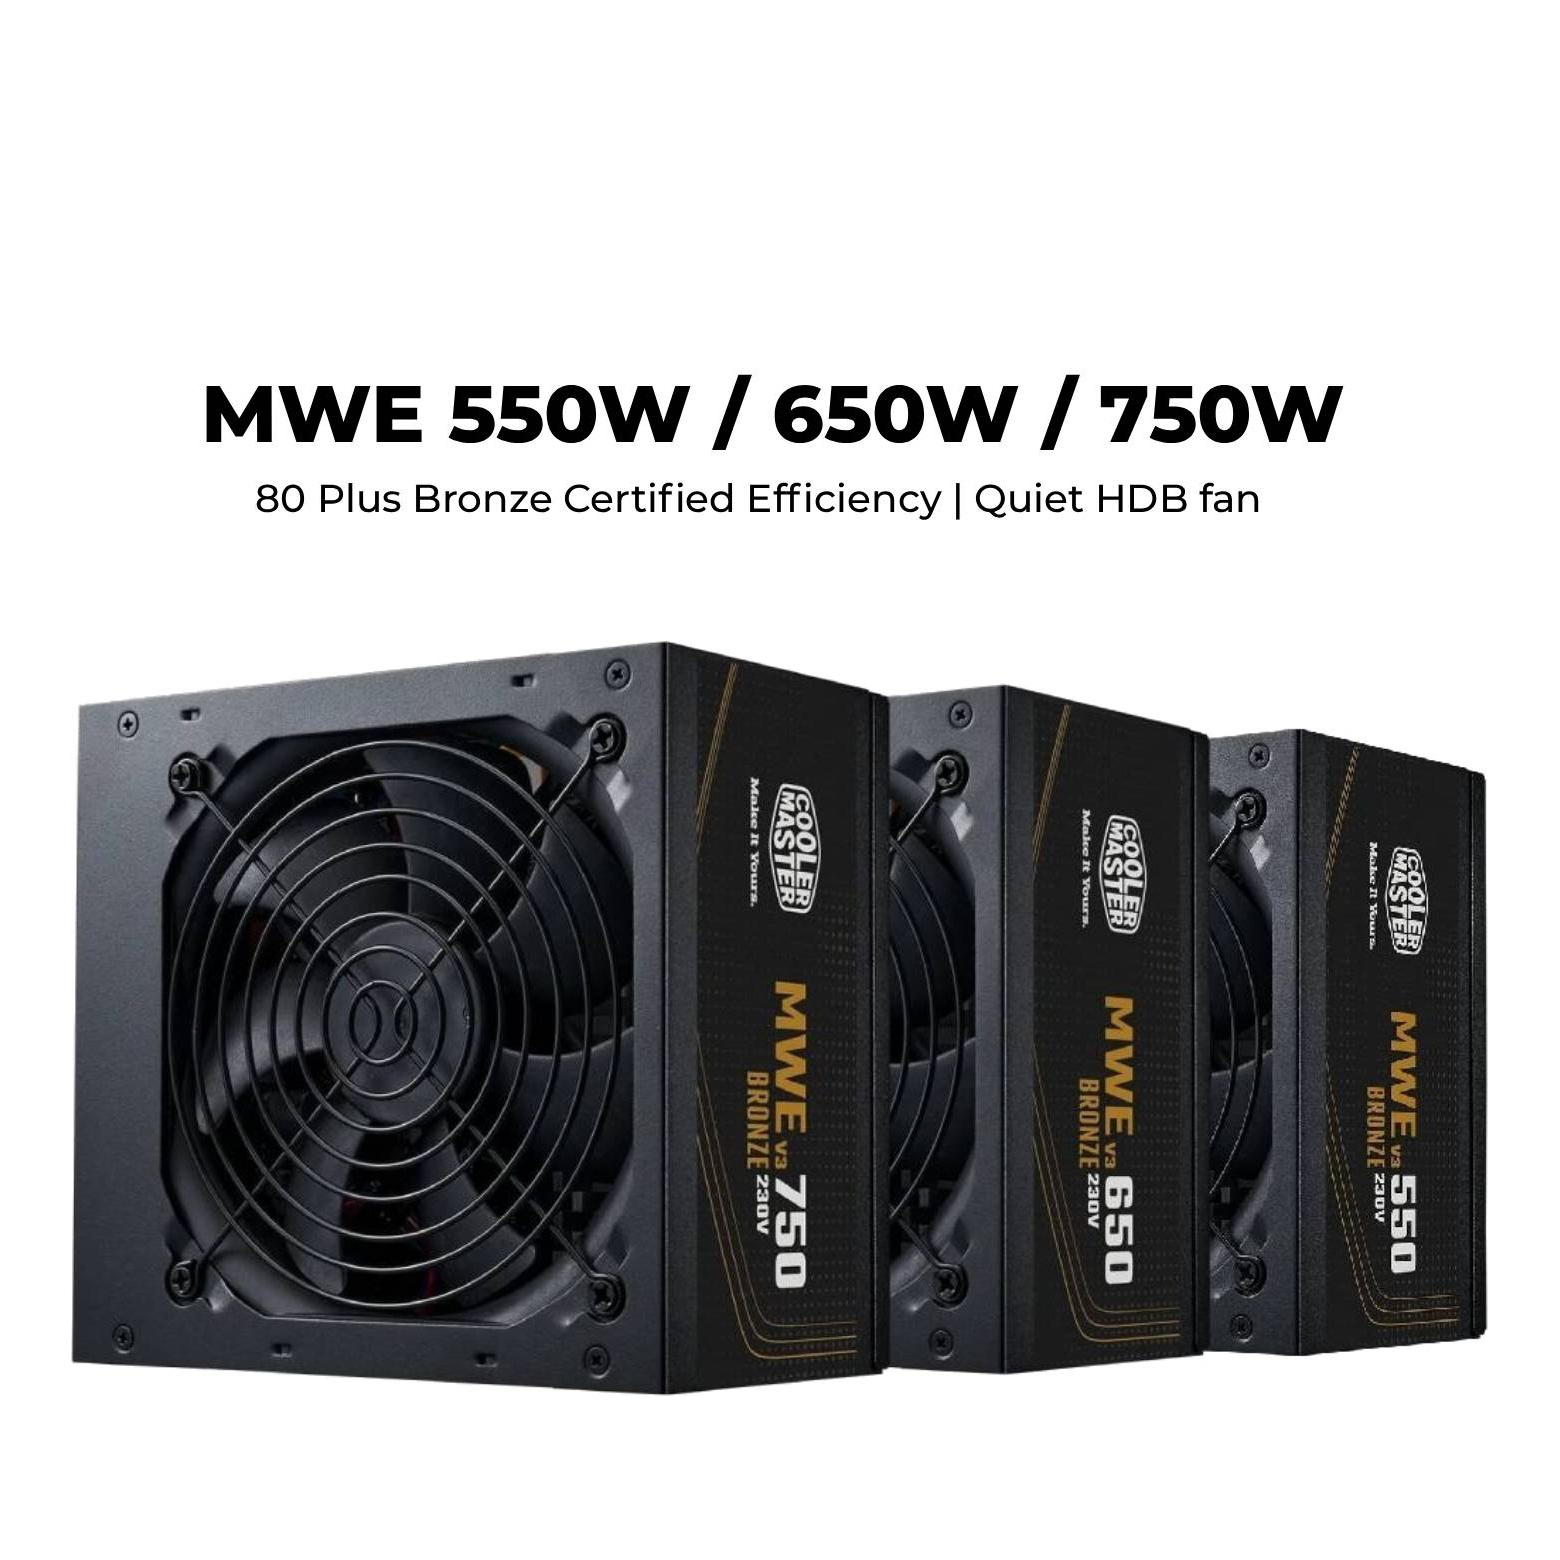 MWE 550W / 650W / 750W
80 Plus Bronze Certified Efficiency | Quiet HDB fan
COOLER
MASTER
Make It Yours.
MWE V3 750
BRONZE 230V
COOLER
MASTER
Make It Yours.
MWE V3 650
BRONZE 230V
COOLER
MASTER
Make It Yours.
MWE V3 550
BRONZE 230V